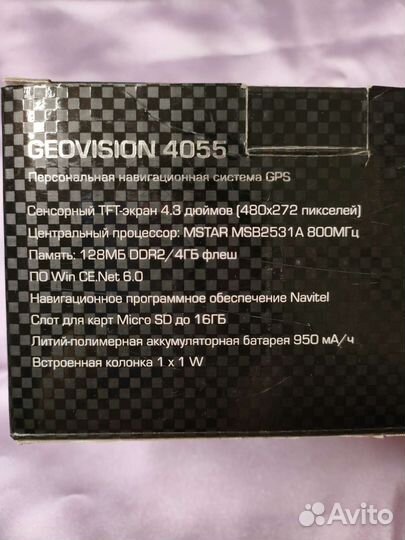 GEOVISION 4055
Персональная навигационная система GPS
Сенсорный TFT-экран 4.3 дюймов (480x272 пикселей)
Центральный процессор: MSTAR MSB2531A 800МГц
Память: 128МБ DDR2/4ГБ флеш
ПО Win CE.Net 6.0
Навигационное программное обеспечение Navitel
Слот для карт Micro SD до 16ГБ
Литий-полимерная аккумуляторная батарея 950 мА/ч
Встроенная колонка 1 x 1 W
Avito